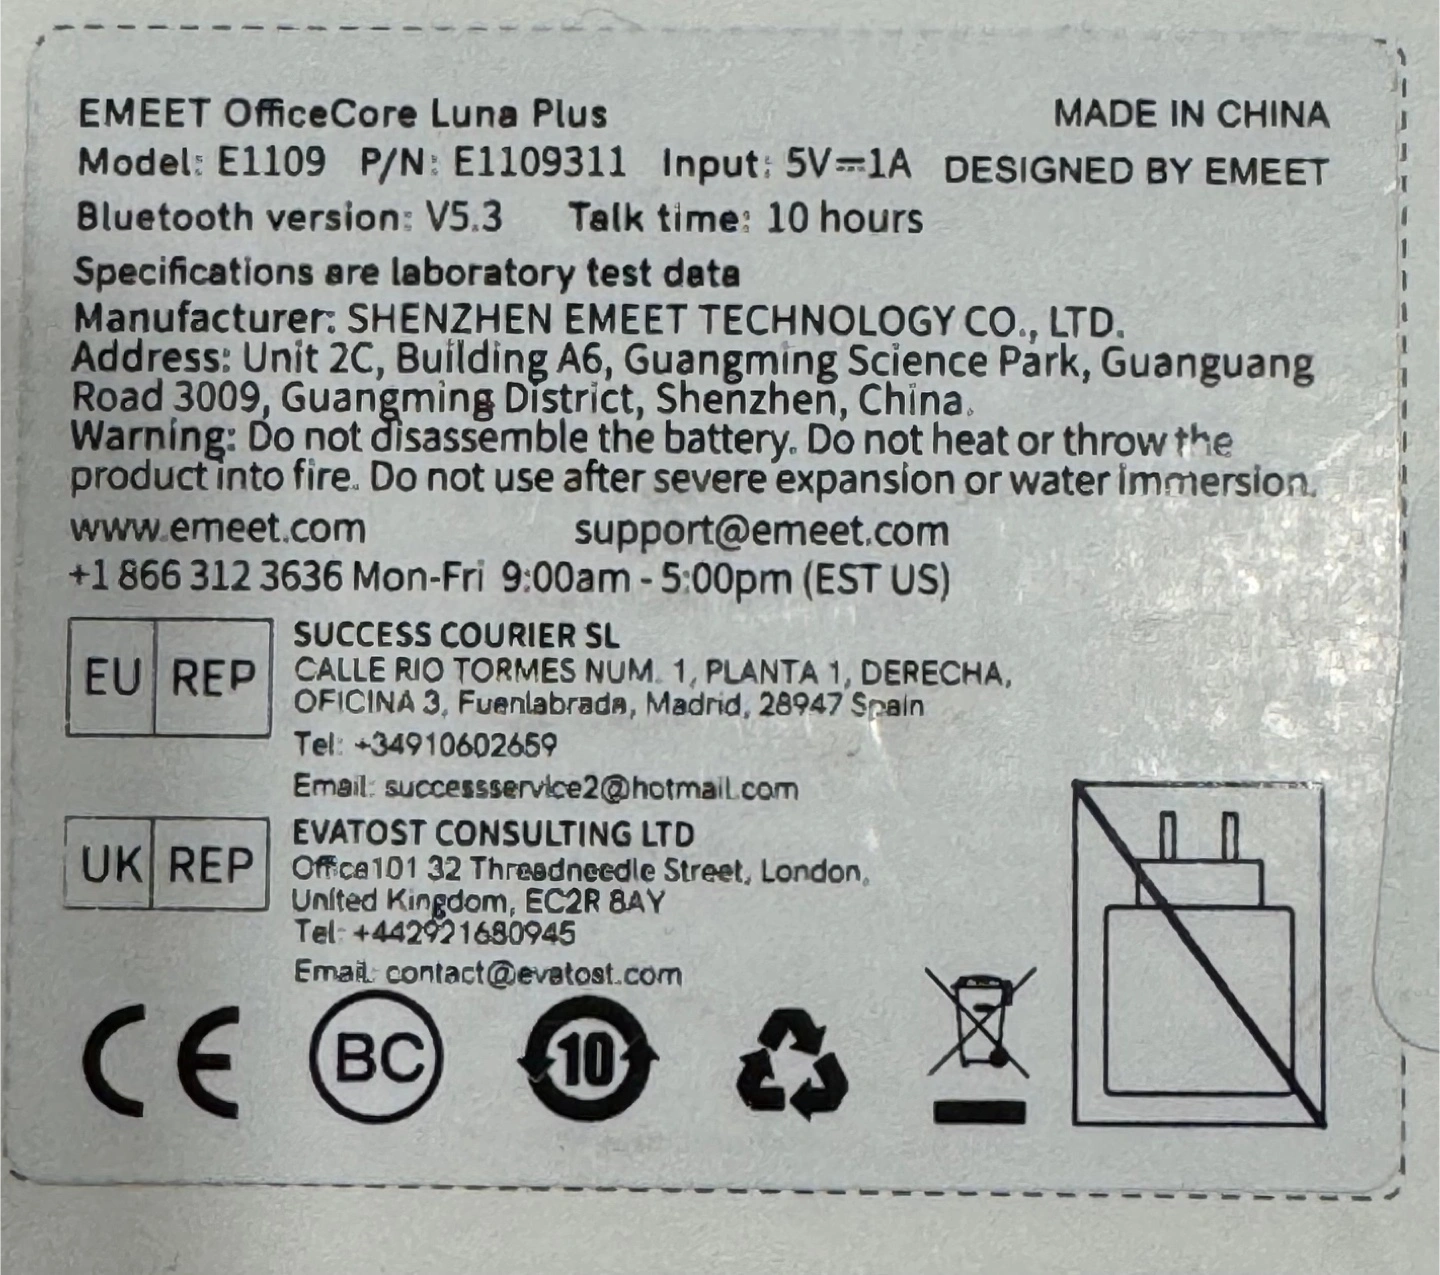 EMEET OfficeCore Luna Plus
MADE IN CHINA
Model: E1109 P/N: E1109311 Input: 5V⎓1A
DESIGNED BY EMEET
Bluetooth version: V5.3 Talk time: 10 hours
Specifications are laboratory test data
Manufacturer: SHENZHEN EMEET TECHNOLOGY CO., LTD.
Address: Unit 2C, Building A6, Guangming Science Park, Guanguang
Road 3009, Guangming District, Shenzhen, China.
Warning: Do not disassemble the battery. Do not heat or throw the
product into fire. Do not use after severe expansion or water immersion.
www.emeet.com support@emeet.com
+1 866 312 3636 Mon-Fri 9:00am - 5:00pm (EST US)
EU REP
SUCCESS COURIER SL
CALLE RIO TORMES NUM. 1, PLANTA 1, DERECHA,
OFICINA 3, Fuenlabrada, Madrid, 28947 Spain
Tel: +34910602659
Email: successservice2@hotmail.com
UK REP
EVATOST CONSULTING LTD
Office101 32 Threadneedle Street, London,
United Kingdom, EC2R 8AY
Tel: +442921680945
Email: contact@evatost.com
CE BC 10